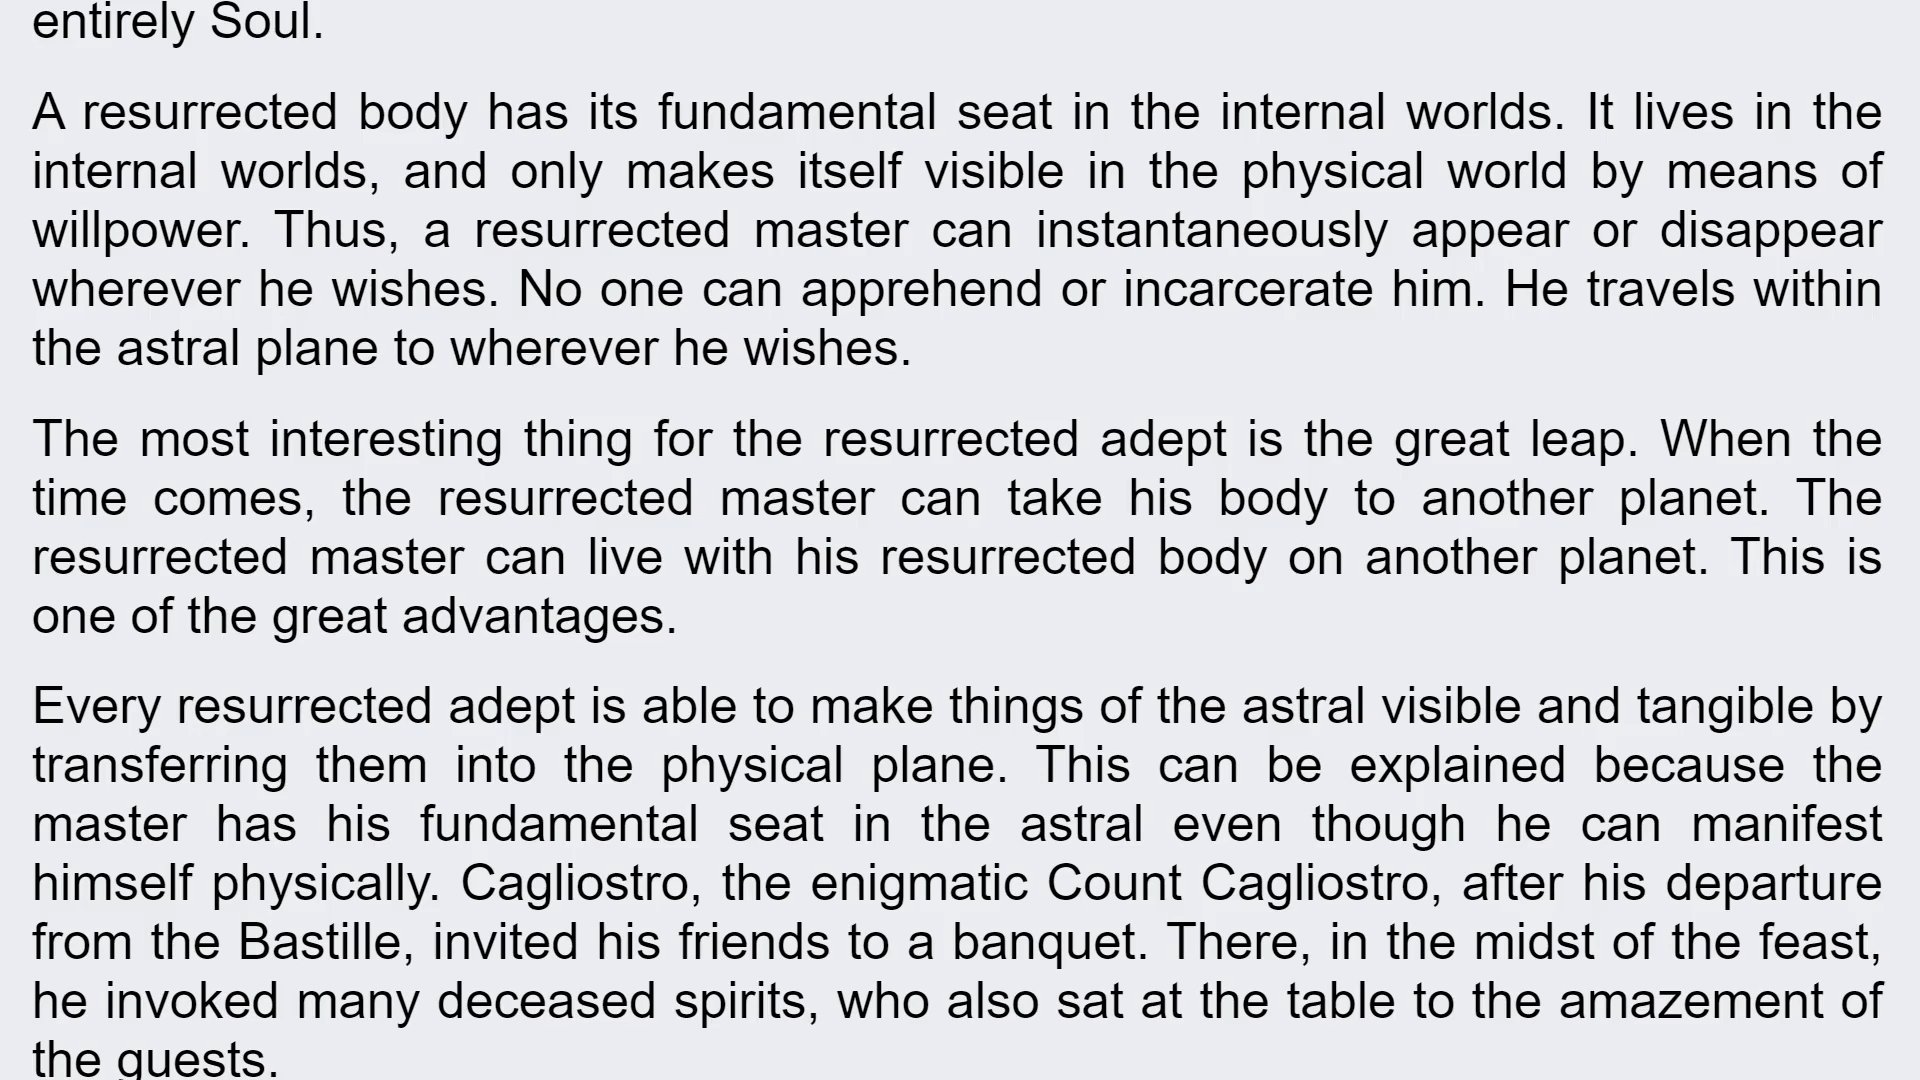 entirely Soul.
A resurrected body has its fundamental seat in the internal worlds. It lives in the
internal worlds, and only makes itself visible in the physical world by means of
willpower. Thus, a resurrected master can instantaneously appear or disappear
wherever he wishes. No one can apprehend or incarcerate him. He travels within
the astral plane to wherever he wishes.
The most interesting thing for the resurrected adept is the great leap. When the
time comes, the resurrected master can take his body to another planet. The
resurrected master can live with his resurrected body on another planet. This is
one of the great advantages.
Every resurrected adept is able to make things of the astral visible and tangible by
transferring them into the physical plane. This can be explained because the
master has his fundamental seat in the astral even though he can manifest
himself physically. Cagliostro, the enigmatic Count Cagliostro, after his departure
from the Bastille, invited his friends to a banquet. There, in the midst of the feast,
he invoked many deceased spirits, who also sat at the table to the amazement of
the guests.